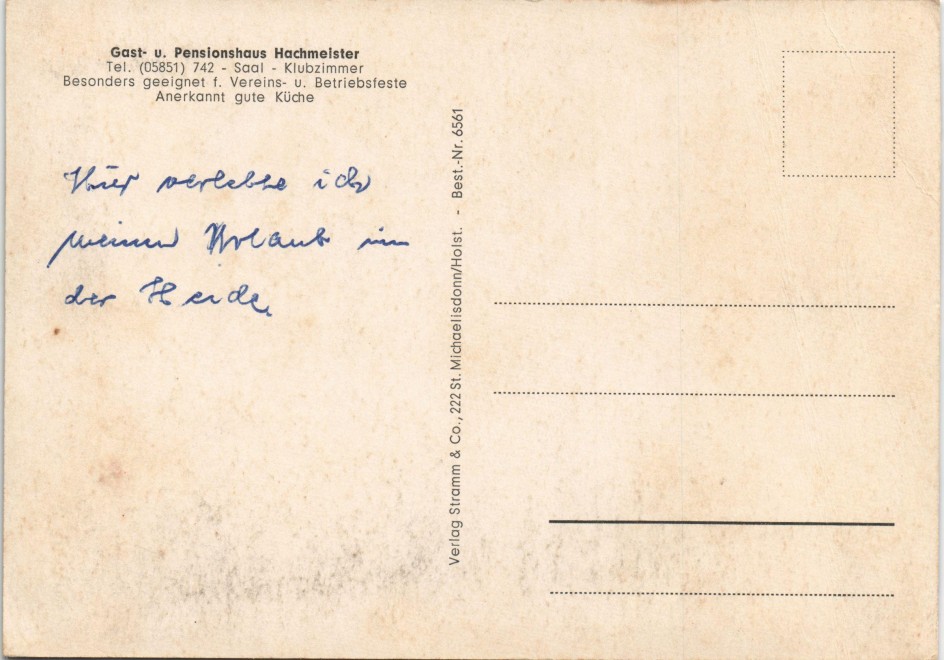 Gast- u. Pensionshaus Hachmeister
Tel. (05851) 742 - Saal - Klubzimmer
Besonders geeignet f. Vereins- u. Betriebsfeste
Anerkannt gute Küche
Hier verlebte ich
meinen Urlaub in
der Heide
Verlag Stramm & Co., 222 St. Michaelisdonn/Holst. - Best.-Nr. 6561